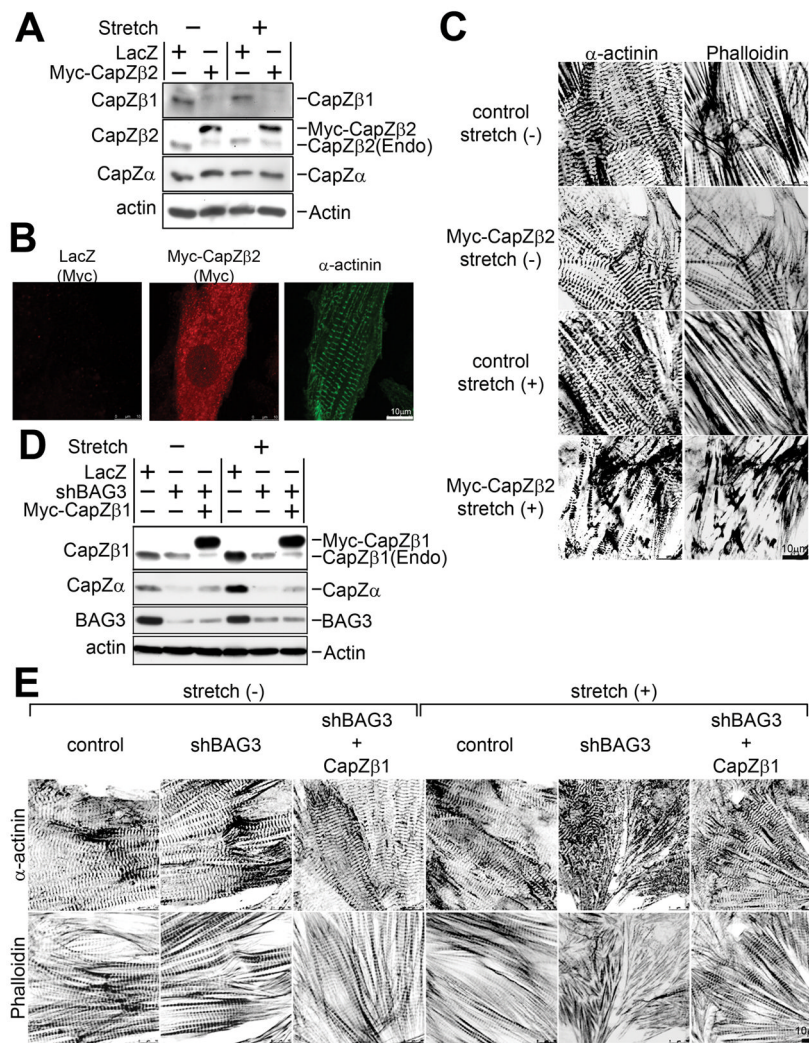 A
Stretch − +
LacZ + − + −
Myc-CapZβ2 − + − +
CapZβ1 −CapZβ1
CapZβ2 −Myc-CapZβ2
−CapZβ2(Endo)
CapZα −CapZα
actin −Actin
B
LacZ
(Myc)
Myc-CapZβ2
(Myc)
α-actinin
10µm
C
α-actinin Phalloidin
control
stretch (-)
Myc-CapZβ2
stretch (-)
control
stretch (+)
Myc-CapZβ2
stretch (+)
10µm
D
Stretch − +
LacZ + − − + − −
shBAG3 − + + − + +
Myc-CapZβ1 − − + − − +
CapZβ1 −Myc-CapZβ1
−CapZβ1(Endo)
CapZα −CapZα
BAG3 −BAG3
actin −Actin
E
stretch (-) stretch (+)
control
shBAG3
shBAG3
+
CapZβ1
control
shBAG3
shBAG3
+
CapZβ1
α-actinin
Phalloidin
10